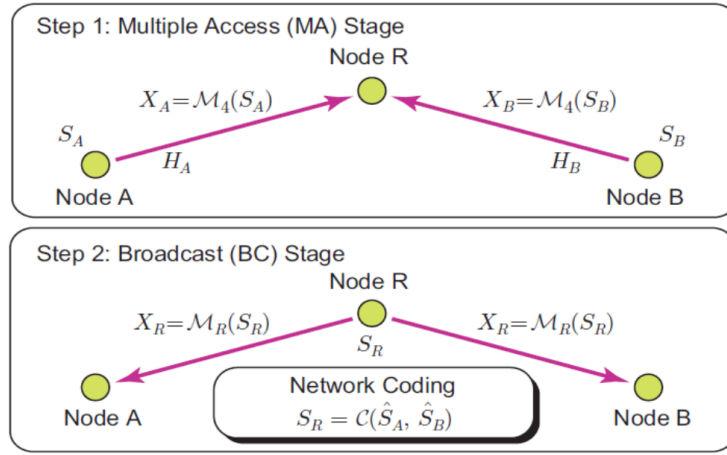 Step 1: Multiple Access (MA) Stage
Node R
X_A=ℳ_4(S_A) X_B=ℳ_4(S_B)
S_A S_B
H_A H_B
Node A Node B
Step 2: Broadcast (BC) Stage
Node R
X_R=ℳ_R(S_R) X_R=ℳ_R(S_R)
S_R
Network Coding
Node A Node B
S_R = 𝒞(Ŝ_A, Ŝ_B)